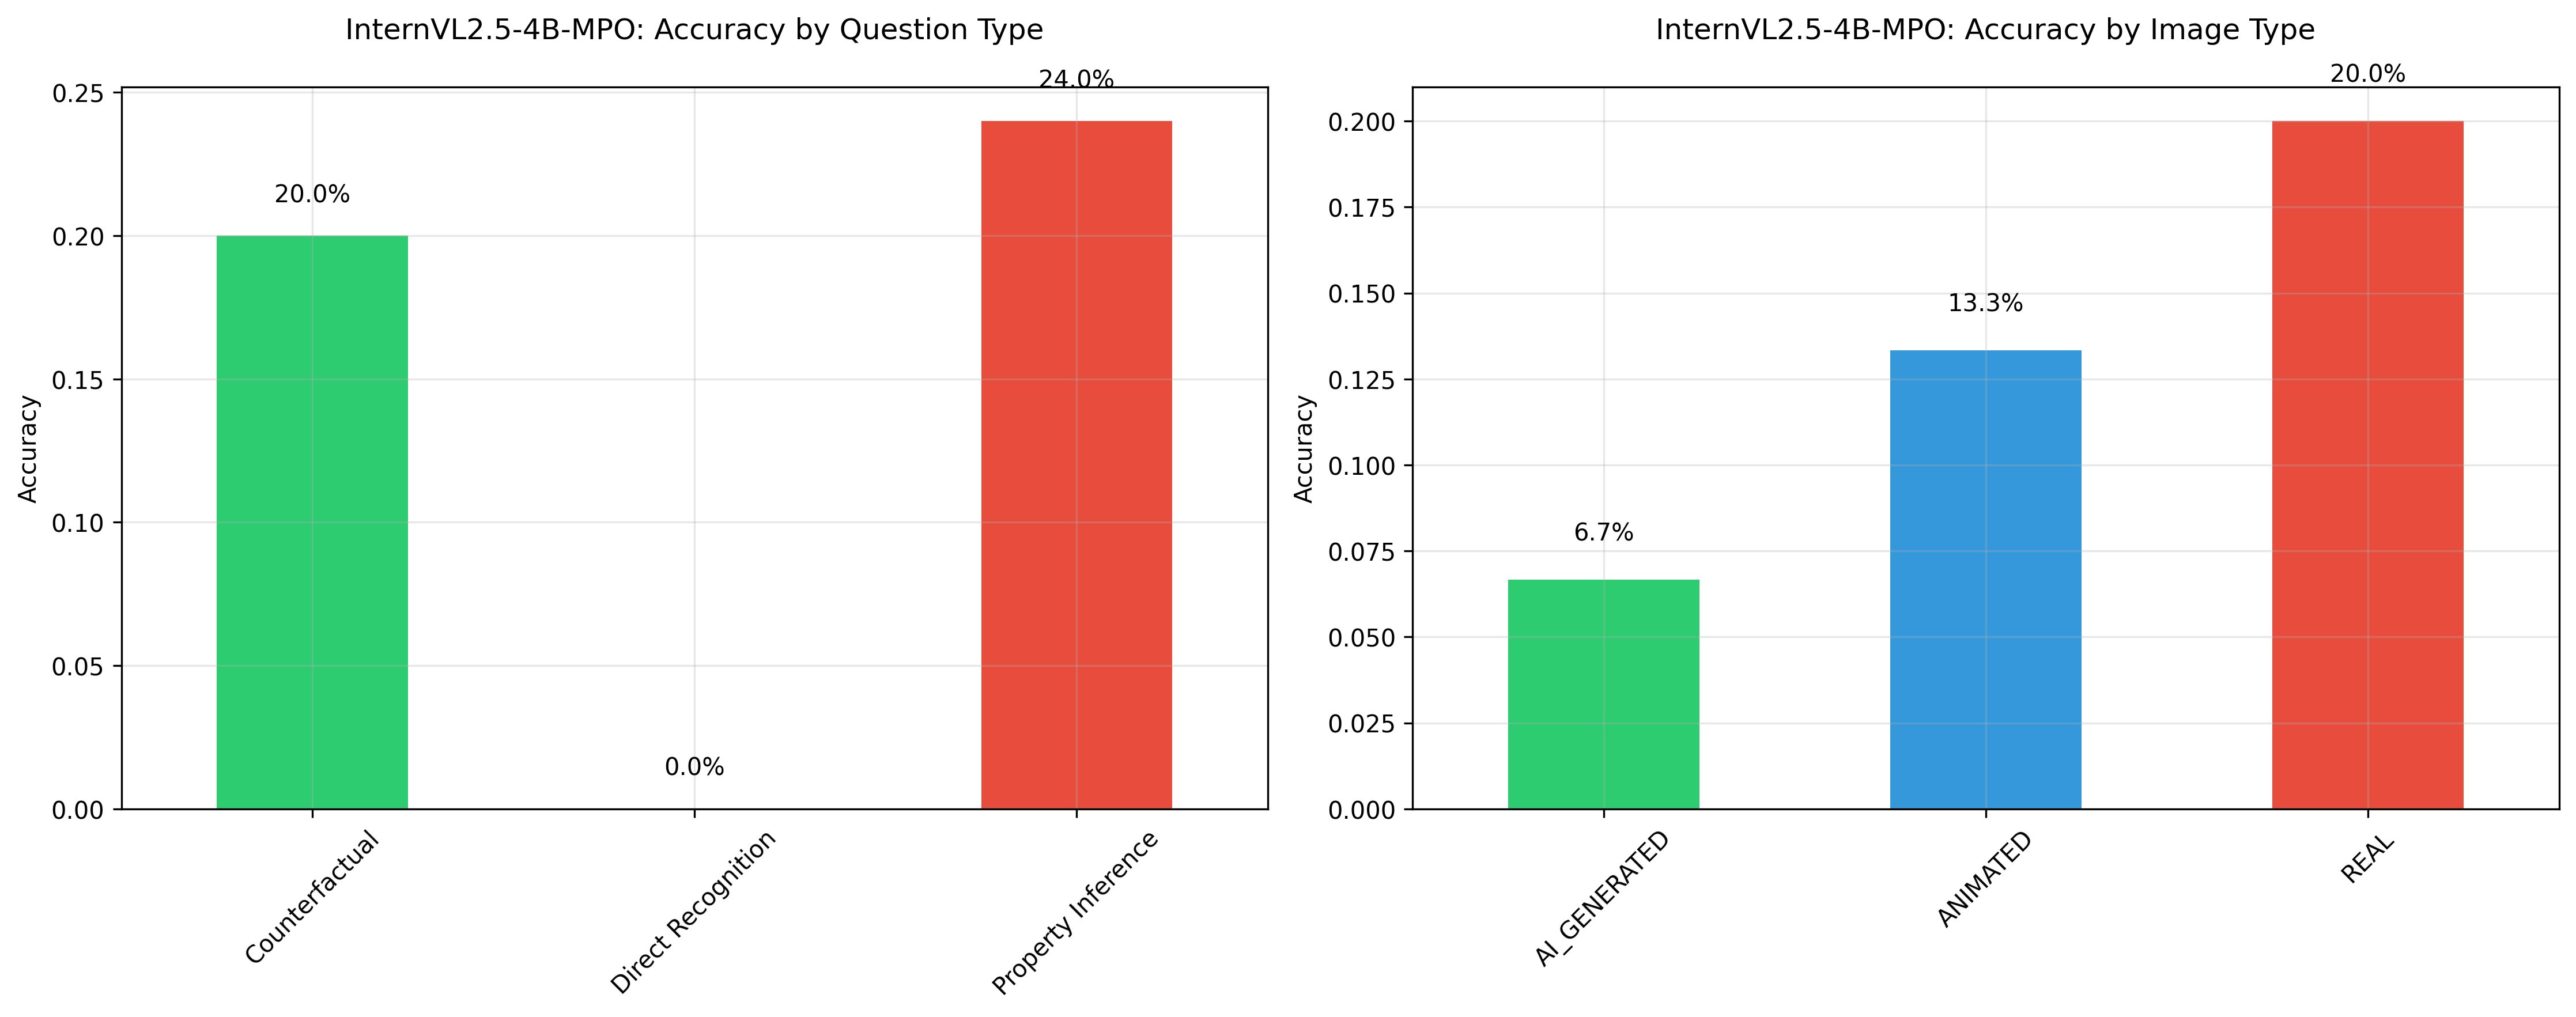 InternVL2.5-4B-MPO: Accuracy by Question Type
24.0%
20.0%
0.0%
0.25
0.20
0.15
0.10
0.05
0.00
Accuracy
Counterfactual
Direct Recognition
Property Inference
InternVL2.5-4B-MPO: Accuracy by Image Type
20.0%
13.3%
6.7%
0.200
0.175
0.150
0.125
0.100
0.075
0.050
0.025
0.000
Accuracy
AI_GENERATED
ANIMATED
REAL